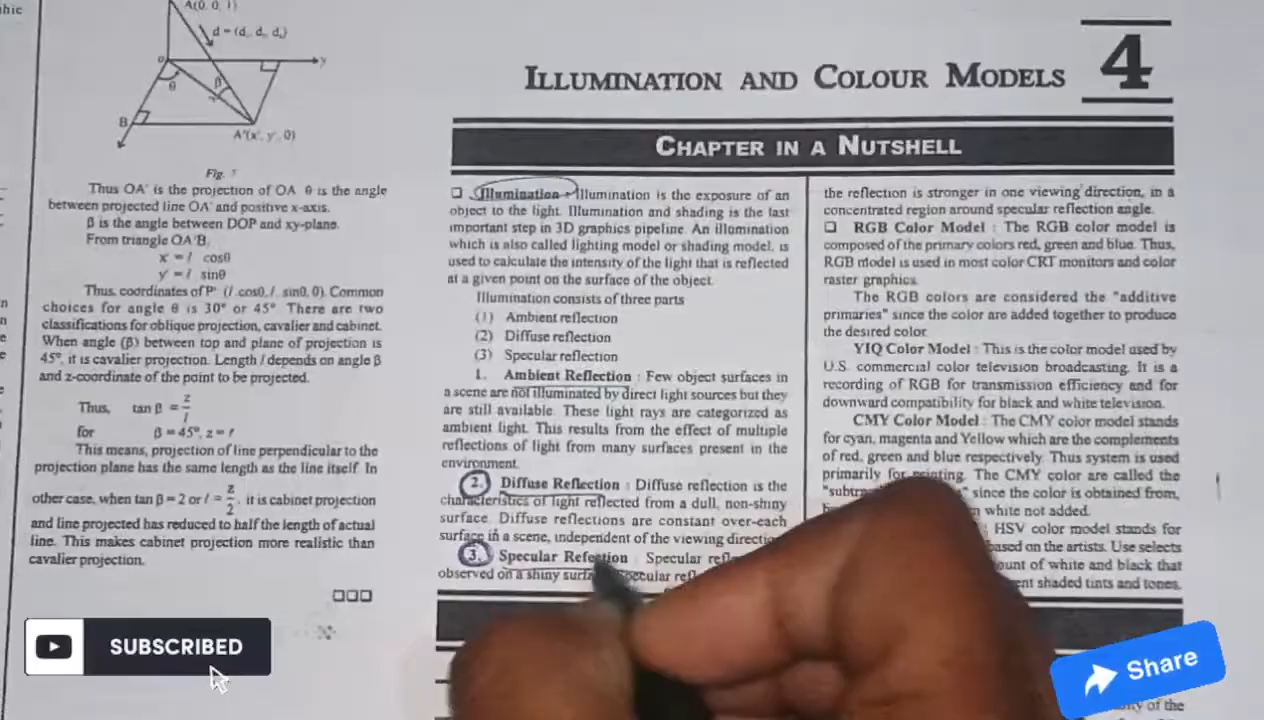 hic
A(0, 0, 1)
y
θ
β
B
A'(x', y', 0)
Fig.
Thus OA' is the projection of OA θ is the angle
between projected line OA' and positive x-axis.
β is the angle between DOP and xy-plane.
From triangle OA'B,
x' = l cosθ
y' = l sinθ
Thus, coordinates of P' (l cosθ, l sinθ, 0). Common
choices for angle θ is 30° or 45° There are two
classifications for oblique projection, cavalier and cabinet.
When angle (β) between top and plane of projection is
45°, it is cavalier projection. Length l depends on angle β
and z-coordinate of the point to be projected.
Thus, tan β = z/l
for β = 45°, z = l
This means, projection of line perpendicular to the
projection plane has the same length as the line itself. In
other case, when tan β = 2 or l = z/2, it is cabinet projection
and line projected has reduced to half the length of actual
line. This makes cabinet projection more realistic than
cavalier projection.
SUBSCRIBED
ILLUMINATION AND COLOUR MODELS
4
CHAPTER IN A NUTSHELL
Illumination : Illumination is the exposure of an
object to the light. Illumination and shading is the last
important step in 3D graphics pipeline. An illumination
which is also called lighting model or shading model, is
used to calculate the intensity of the light that is reflected
at a given point on the surface of the object.
Illumination consists of three parts
(1) Ambient reflection
(2) Diffuse reflection
(3) Specular reflection
1. Ambient Reflection : Few object surfaces in
a scene are not illuminated by direct light sources but they
are still available. These light rays are categorized as
ambient light. This results from the effect of multiple
reflections of light from many surfaces present in the
environment.
2. Diffuse Reflection : Diffuse reflection is the
characteristics of light reflected from a dull, non-shiny
surface. Diffuse reflections are constant over-each
surface in a scene, independent of the viewing direction
3. Specular Refection : Specular
observed on a shiny
the reflection is stronger in one viewing direction, in a
concentrated region around specular reflection angle.
RGB Color Model : The RGB color model is
composed of the primary colors red, green and blue. Thus,
RGB model is used in most color CRT monitors and color
raster graphics.
The RGB colors are considered the "additive
primaries" since the color are added together to produce
the desired color.
YIQ Color Model : This is the color model used by
U.S. commercial color television broadcasting. It is a
recording of RGB for transmission efficiency and for
downward compatibility for black and white television.
CMY Color Model : The CMY color model stands
for cyan, magenta and Yellow which are the complements
of red, green and blue respectively. Thus system is used
primarily for printing. The CMY color are called the
since the color is obtained from,
white not added.
: HSV color model stands for
based on the artists. Use selects
of white and black that
shaded tints and tones.
Share
of the